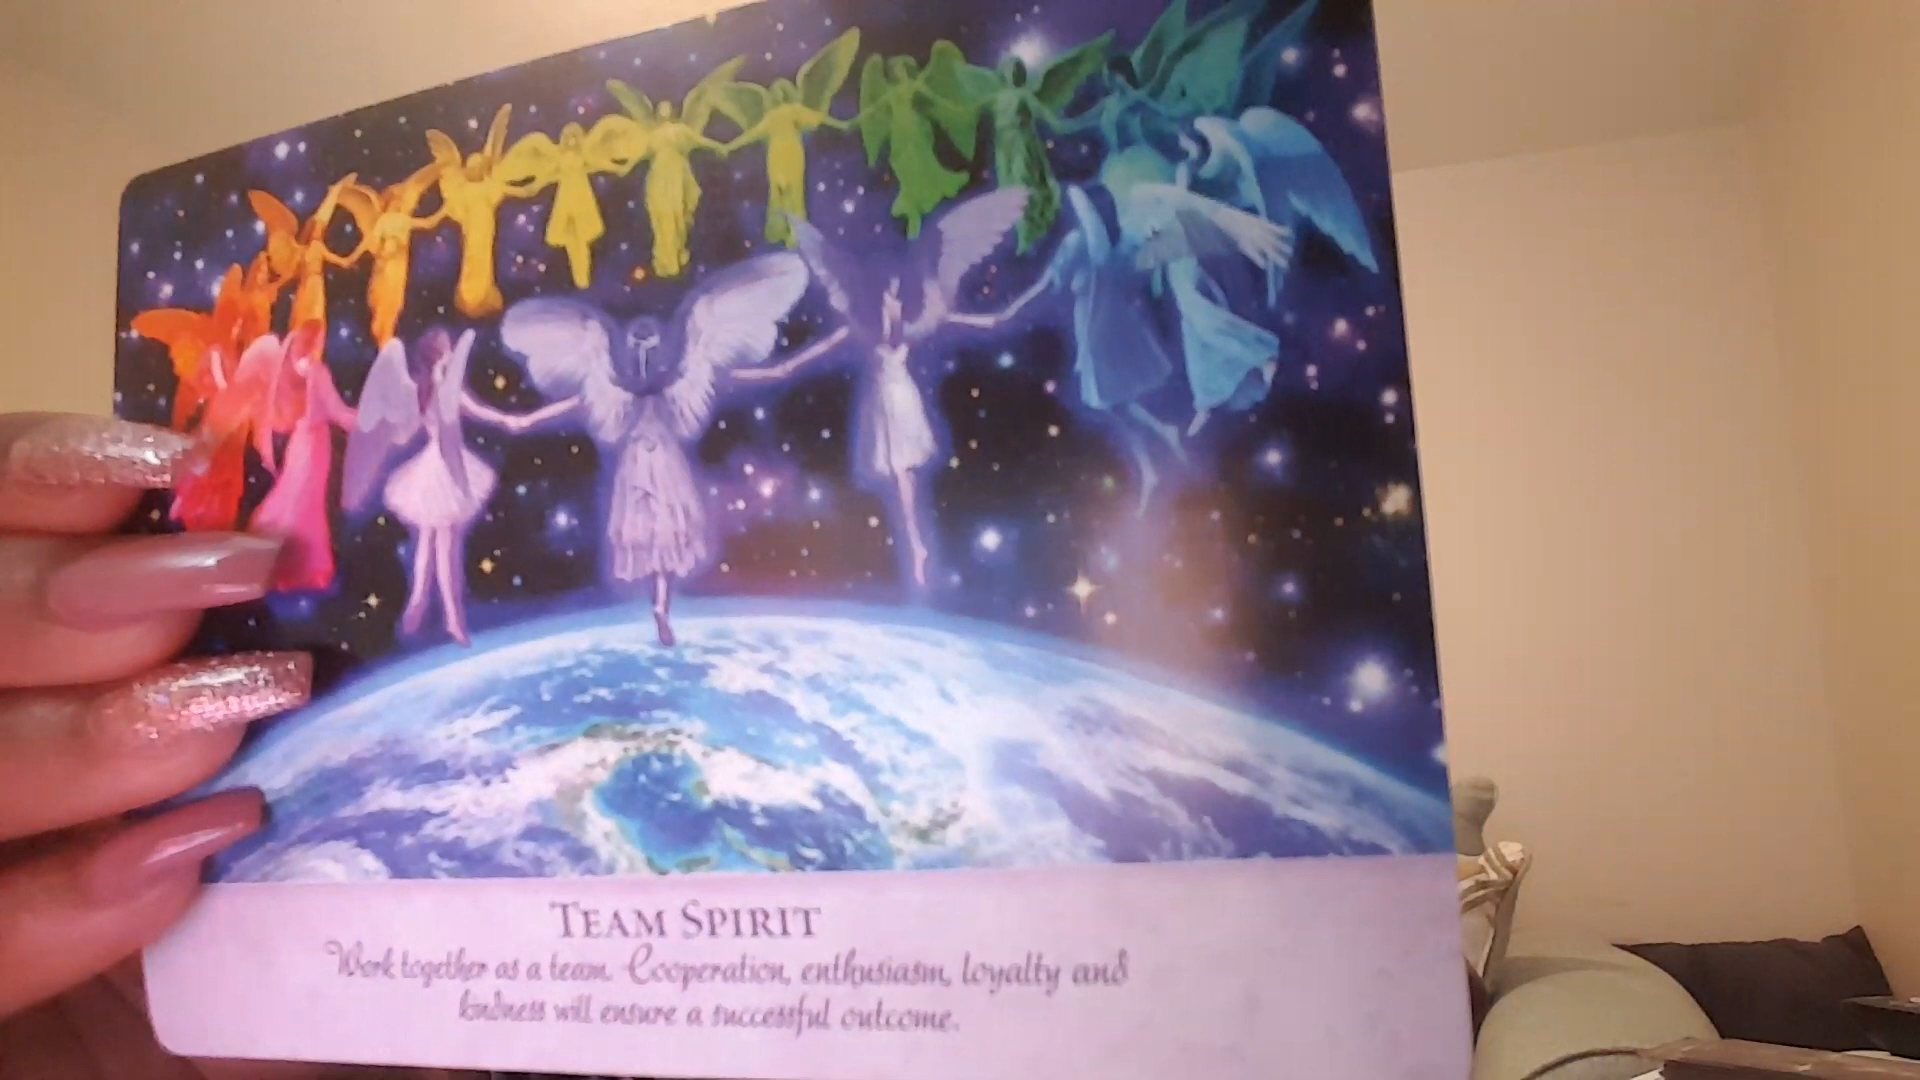 TEAM SPIRIT
Work together as a team. Cooperation, enthusiasm, loyalty and
kindness will ensure a successful outcome.